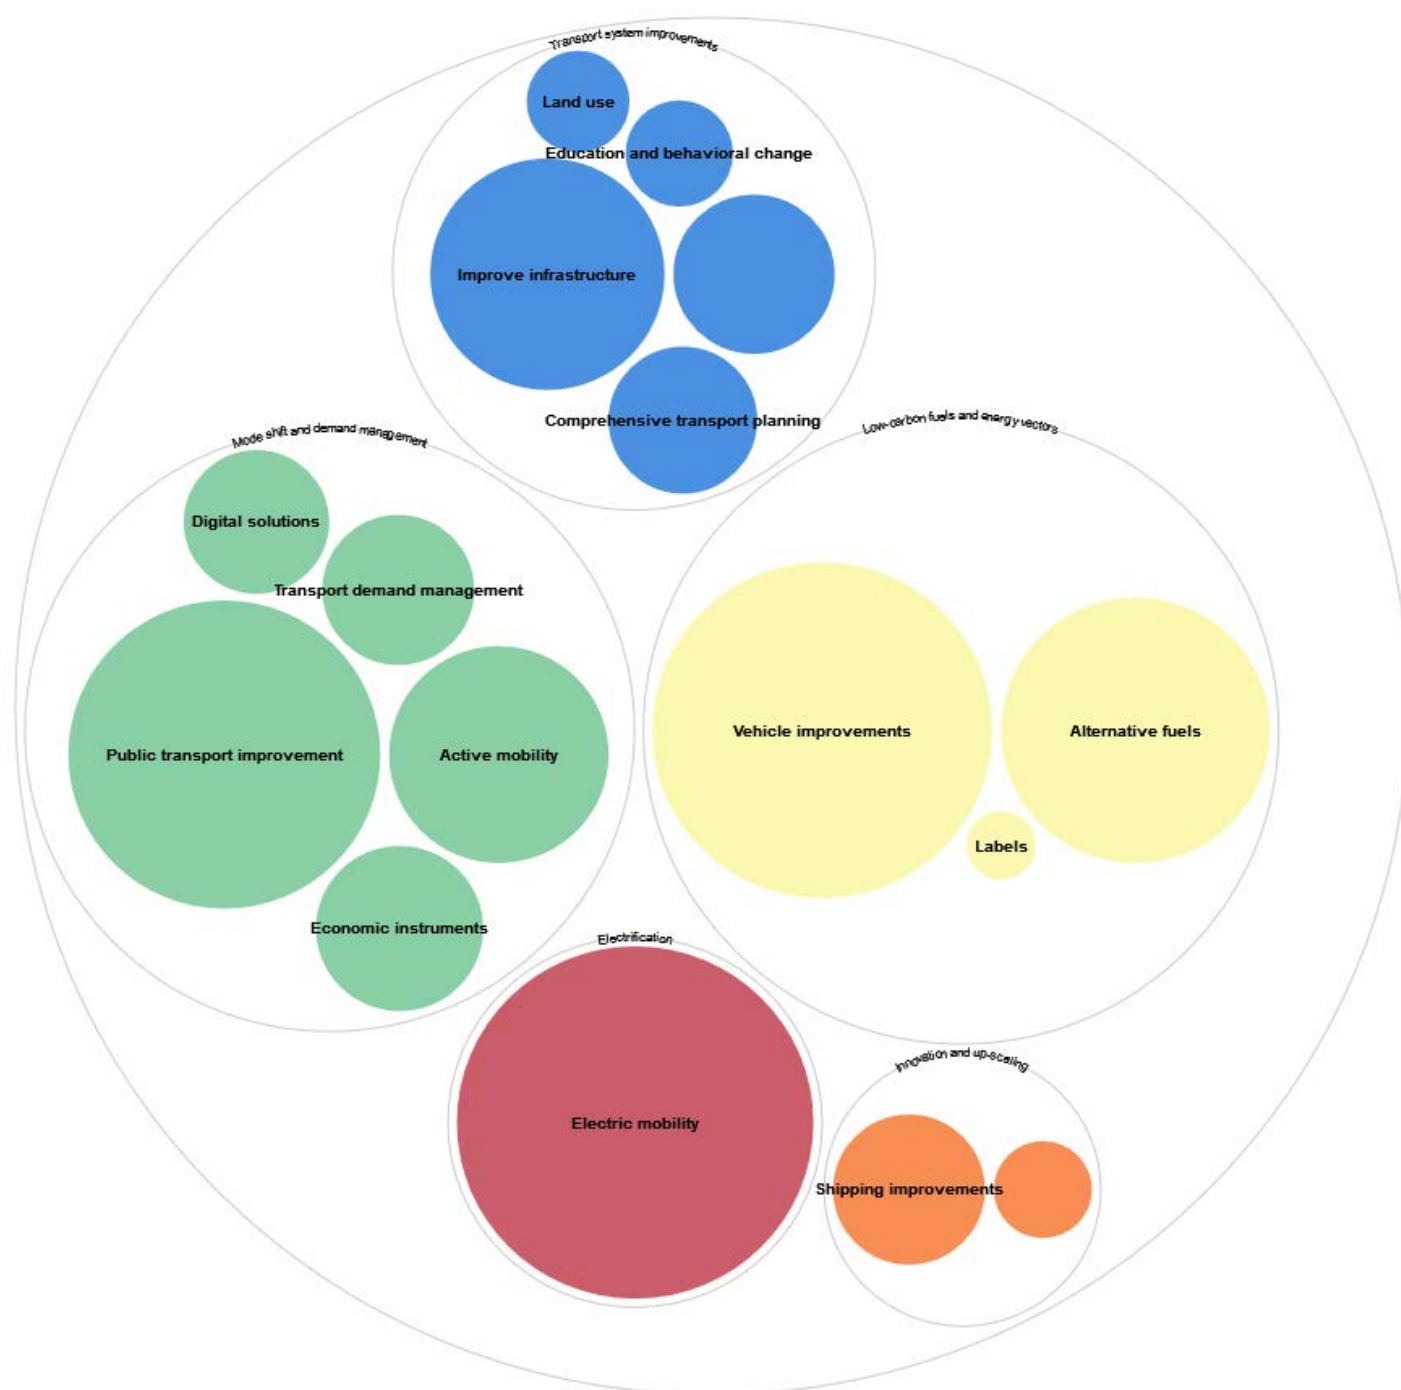 Transport system improvements
Land use
Education and behavioral change
Improve infrastructure
Comprehensive transport planning
Mode shift and demand management
Low-carbon fuels and energy vectors
Digital solutions
Transport demand management
Public transport improvement
Active mobility
Economic instruments
Vehicle improvements
Alternative fuels
Labels
Electrification
Electric mobility
Innovation and up-scaling
Shipping improvements